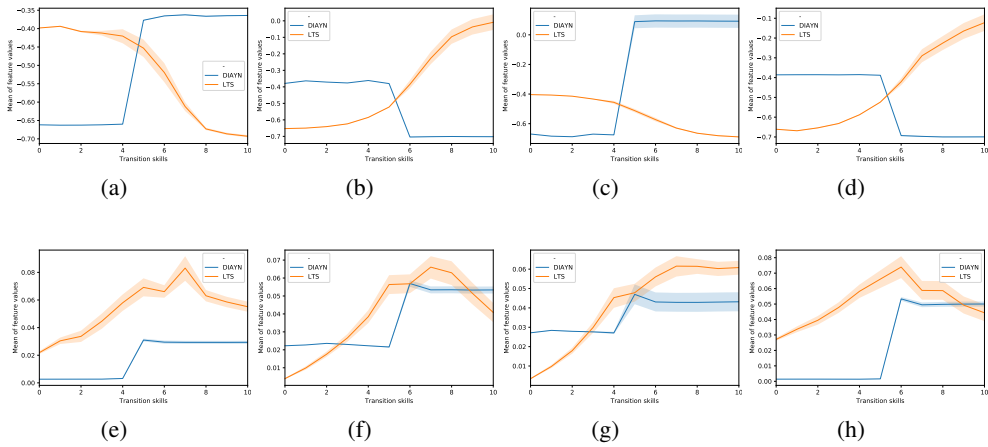 Mean of feature values
−0.35
−0.40
−0.45
−0.50
−0.55
−0.60
−0.65
−0.70
0 2 4 6 8 10
Transition skills
-
DIAYN
LTS
(a)
Mean of feature values
0.0
−0.1
−0.2
−0.3
−0.4
−0.5
−0.6
−0.7
0 2 4 6 8 10
Transition skills
-
DIAYN
LTS
(b)
Mean of feature values
0.0
−0.2
−0.4
−0.6
0 2 4 6 8 10
Transition skills
-
DIAYN
LTS
(c)
Mean of feature values
−0.1
−0.2
−0.3
−0.4
−0.5
−0.6
−0.7
0 2 4 6 8 10
Transition skills
-
DIAYN
LTS
(d)
Mean of feature values
0.08
0.06
0.04
0.02
0.00
0 2 4 6 8 10
Transition skills
-
DIAYN
LTS
(e)
Mean of feature values
0.07
0.06
0.05
0.04
0.03
0.02
0.01
0 2 4 6 8 10
Transition skills
-
DIAYN
LTS
(f)
Mean of feature values
0.06
0.05
0.04
0.03
0.02
0.01
0 2 4 6 8 10
Transition skills
-
DIAYN
LTS
(g)
Mean of feature values
0.08
0.07
0.06
0.05
0.04
0.03
0.02
0.01
0.00
0 2 4 6 8 10
Transition skills
-
DIAYN
LTS
(h)